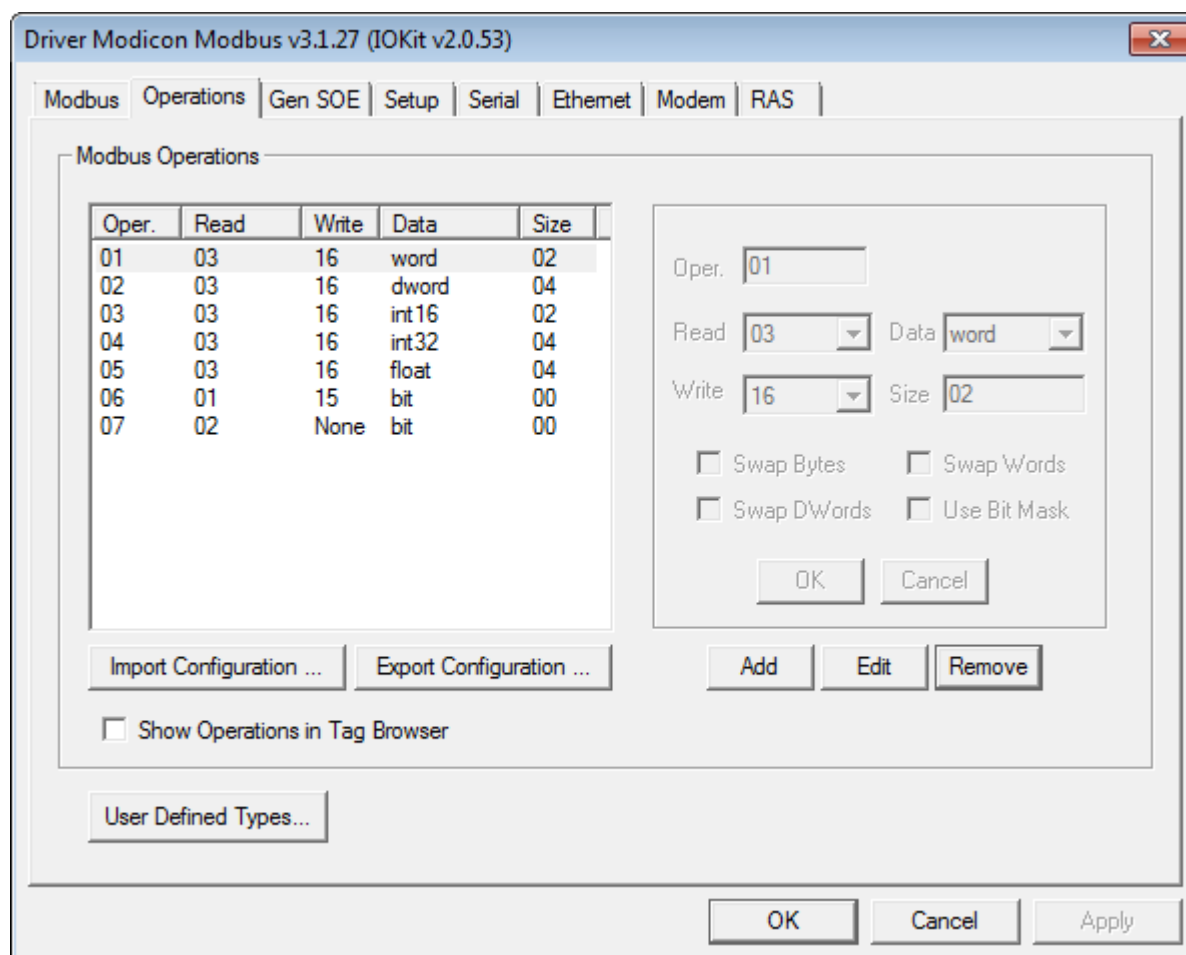 Driver Modicon Modbus v3.1.27 (IOKit v2.0.53)
Modbus Operations Gen SOE Setup Serial Ethernet Modem RAS
Modbus Operations
Oper. Read Write Data Size
01 03 16 word 02
02 03 16 dword 04
03 03 16 int16 02
04 03 16 int32 04
05 03 16 float 04
06 01 15 bit 00
07 02 None bit 00
Oper. 01
Read 03 Data word
Write 16 Size 02
Swap Bytes Swap Words
Swap DWords Use Bit Mask
OK Cancel
Import Configuration ... Export Configuration ... Add Edit Remove
Show Operations in Tag Browser
User Defined Types...
OK Cancel Apply